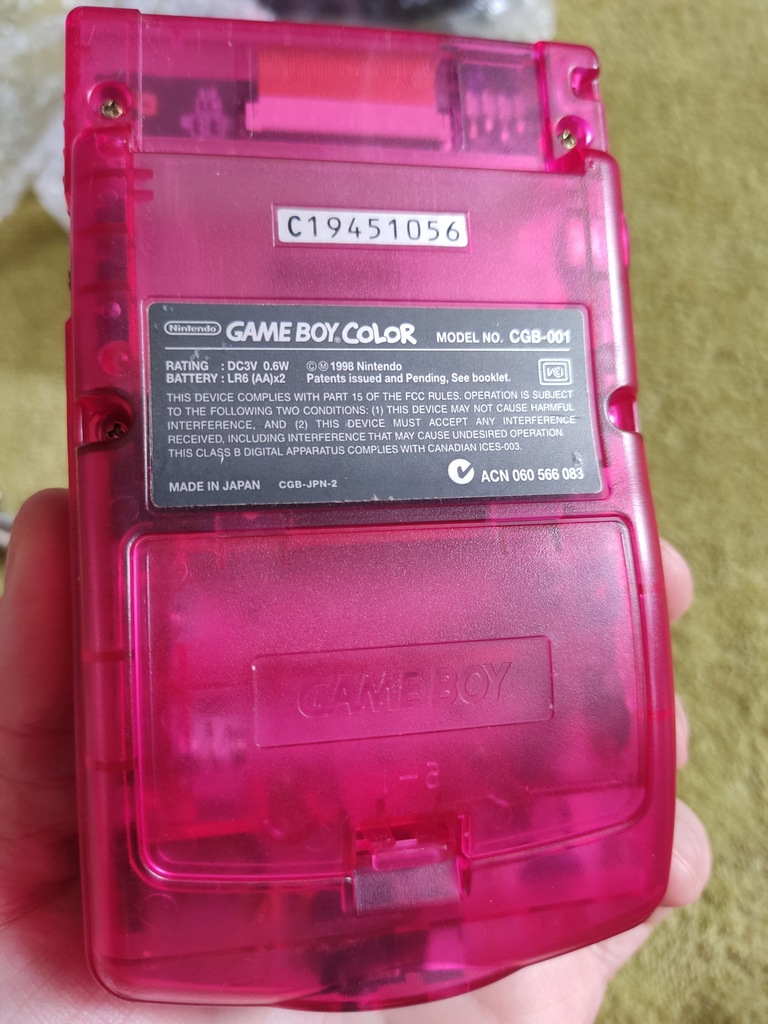 C19451056
Nintendo GAME BOY COLOR MODEL NO. CGB-001
RATING : DC3V 0.6W ©Ⓜ 1998 Nintendo
BATTERY : LR6 (AA)x2 Patents issued and Pending, See booklet.
VCI
THIS DEVICE COMPLIES WITH PART 15 OF THE FCC RULES. OPERATION IS SUBJECT
TO THE FOLLOWING TWO CONDITIONS: (1) THIS DEVICE MAY NOT CAUSE HARMFUL
INTERFERENCE, AND (2) THIS DEVICE MUST ACCEPT ANY INTERFERENCE
RECEIVED, INCLUDING INTERFERENCE THAT MAY CAUSE UNDESIRED OPERATION.
THIS CLASS B DIGITAL APPARATUS COMPLIES WITH CANADIAN ICES-003.
MADE IN JAPAN CGB-JPN-2 ACN 060 566 083
GAME BOY